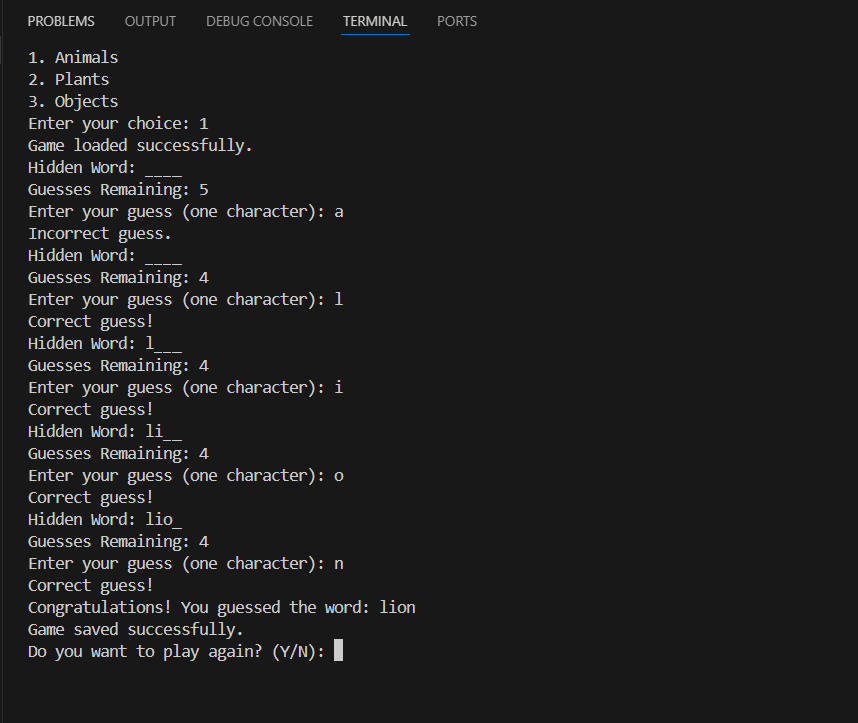 PROBLEMS OUTPUT DEBUG CONSOLE TERMINAL PORTS
1. Animals
2. Plants
3. Objects
Enter your choice: 1
Game loaded successfully.
Hidden Word: ____
Guesses Remaining: 5
Enter your guess (one character): a
Incorrect guess.
Hidden Word: ____
Guesses Remaining: 4
Enter your guess (one character): l
Correct guess!
Hidden Word: l___
Guesses Remaining: 4
Enter your guess (one character): i
Correct guess!
Hidden Word: li__
Guesses Remaining: 4
Enter your guess (one character): o
Correct guess!
Hidden Word: lio_
Guesses Remaining: 4
Enter your guess (one character): n
Correct guess!
Congratulations! You guessed the word: lion
Game saved successfully.
Do you want to play again? (Y/N):